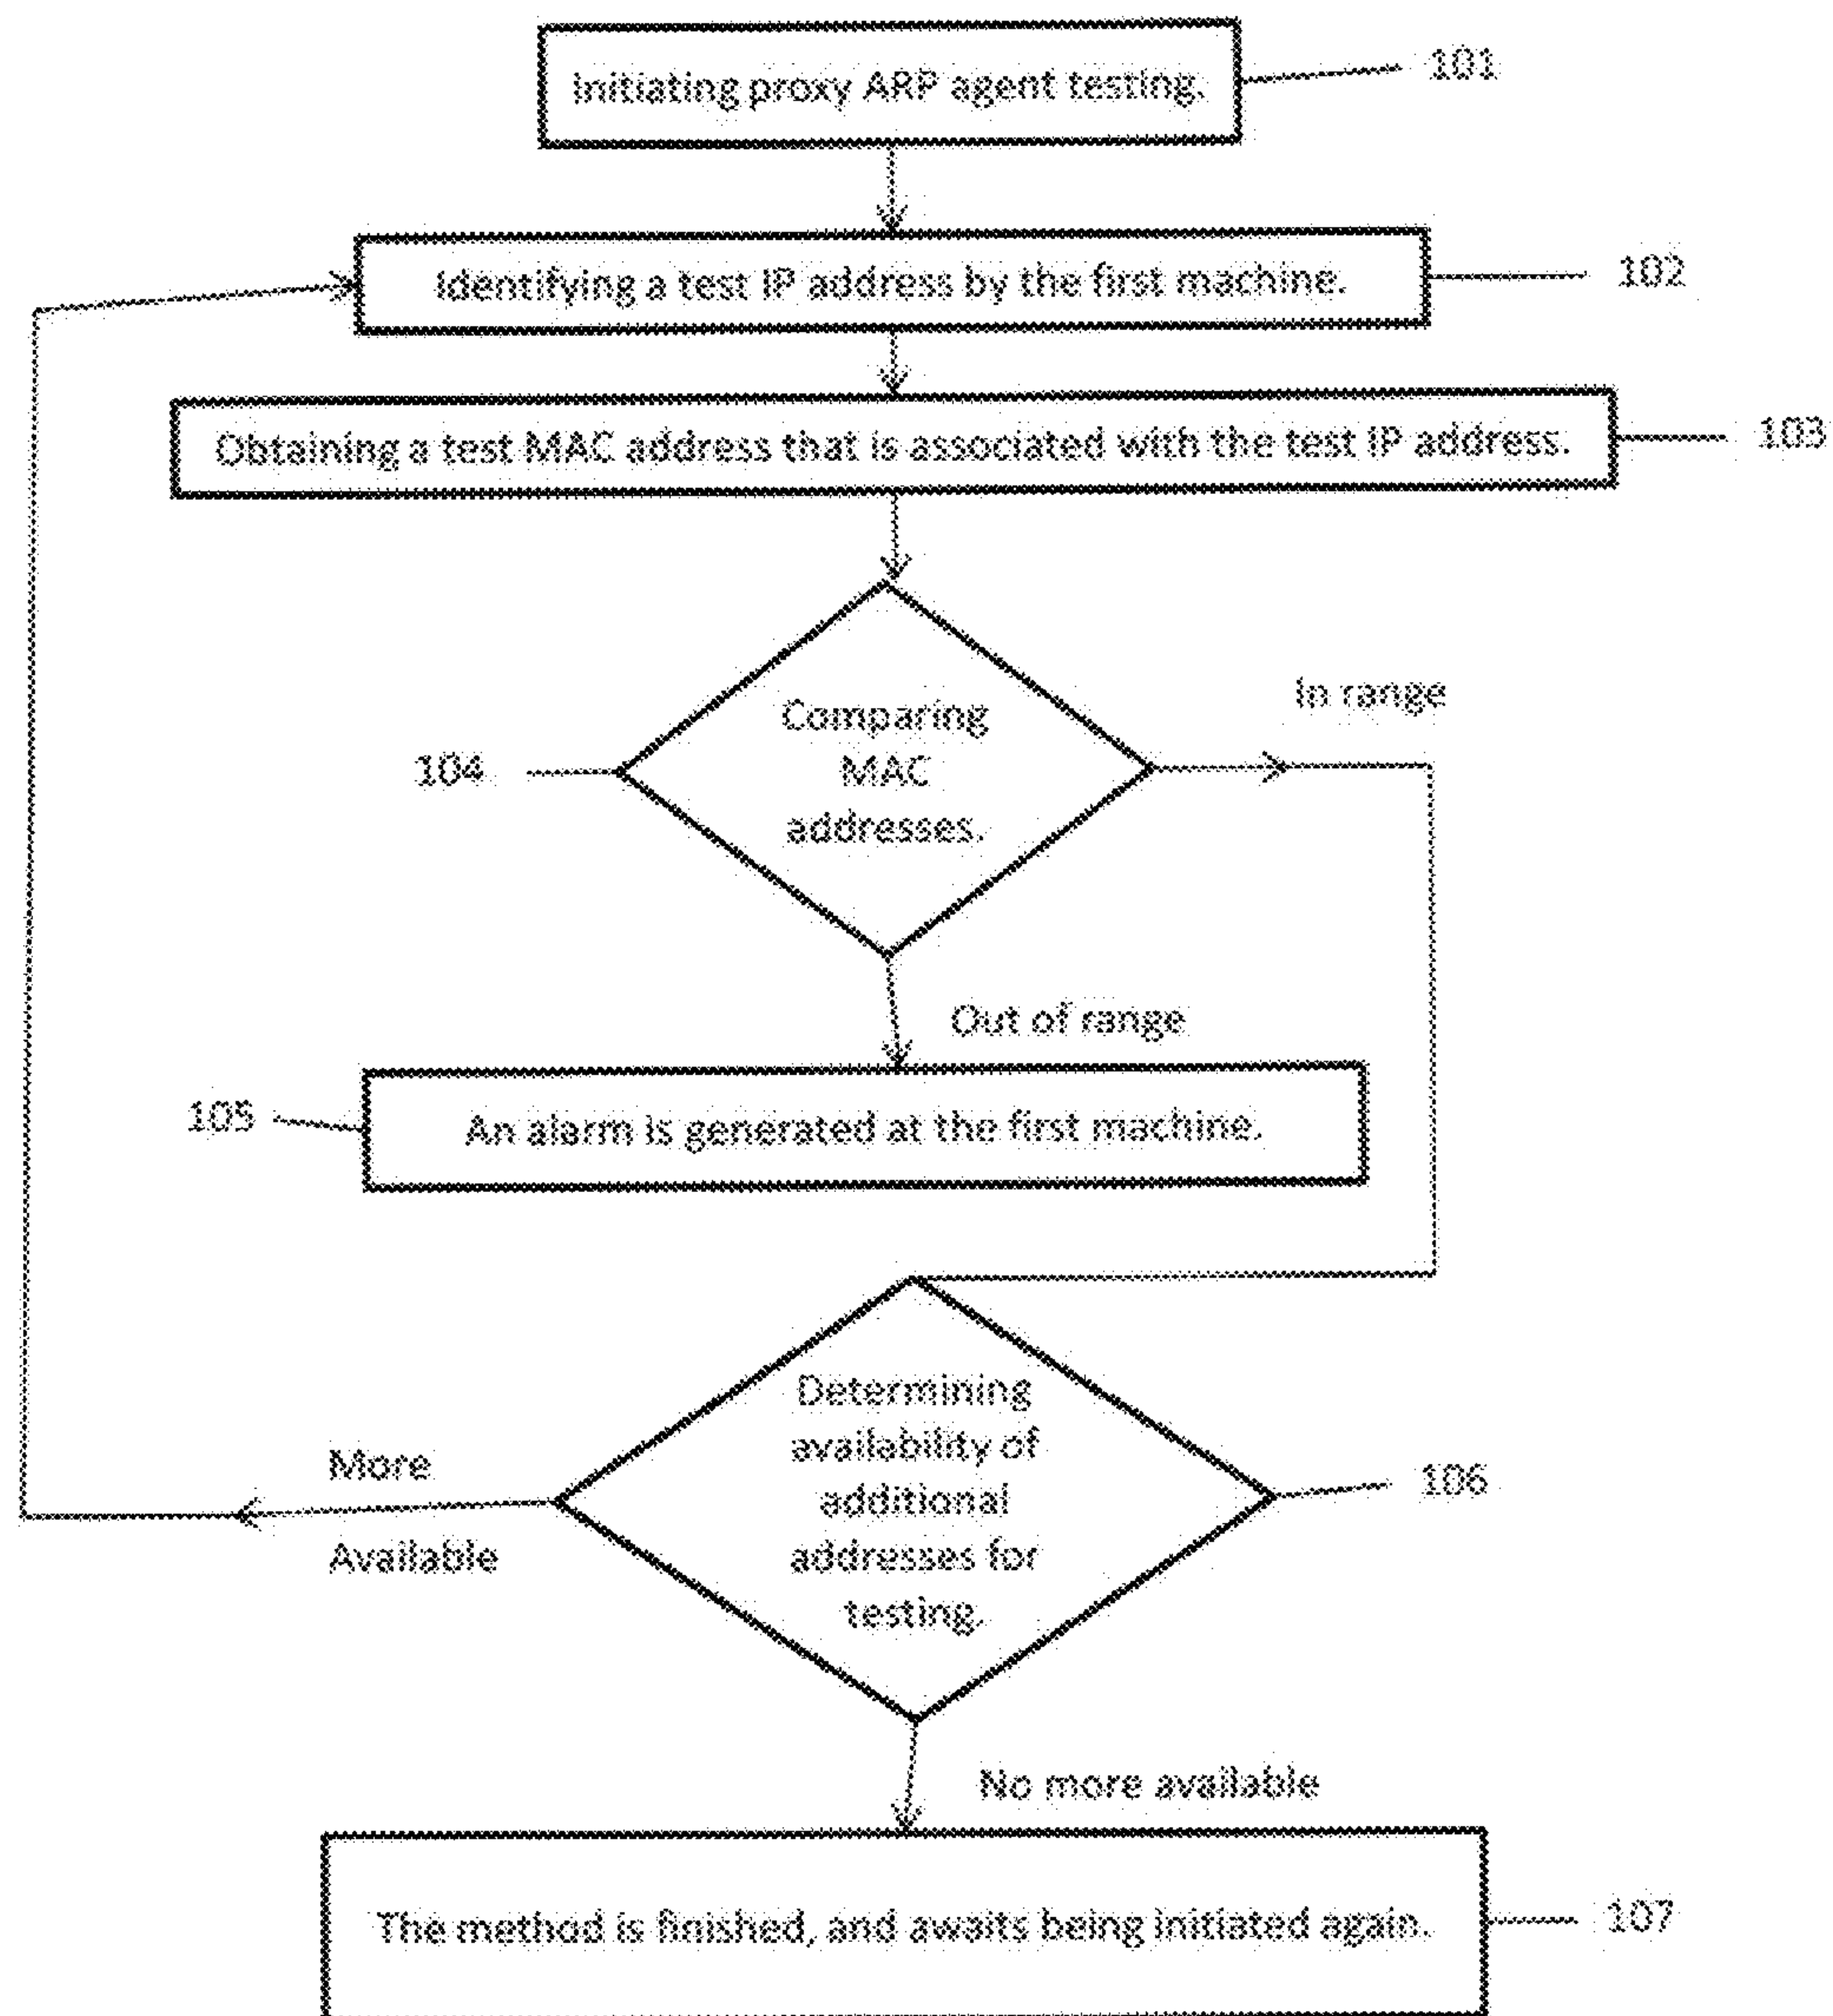 Initiating proxy ARP agent testing.
101
Identifying a test IP address by the first machine.
102
Obtaining a test MAC address that is associated with the test IP address.
103
Comparing
MAC
addresses.
104
In range
Out of range
105
An alarm is generated at the first machine.
Determining
availability of
additional
addresses for
testing.
106
More
Available
No more available
The method is finished, and awaits being initiated again.
107